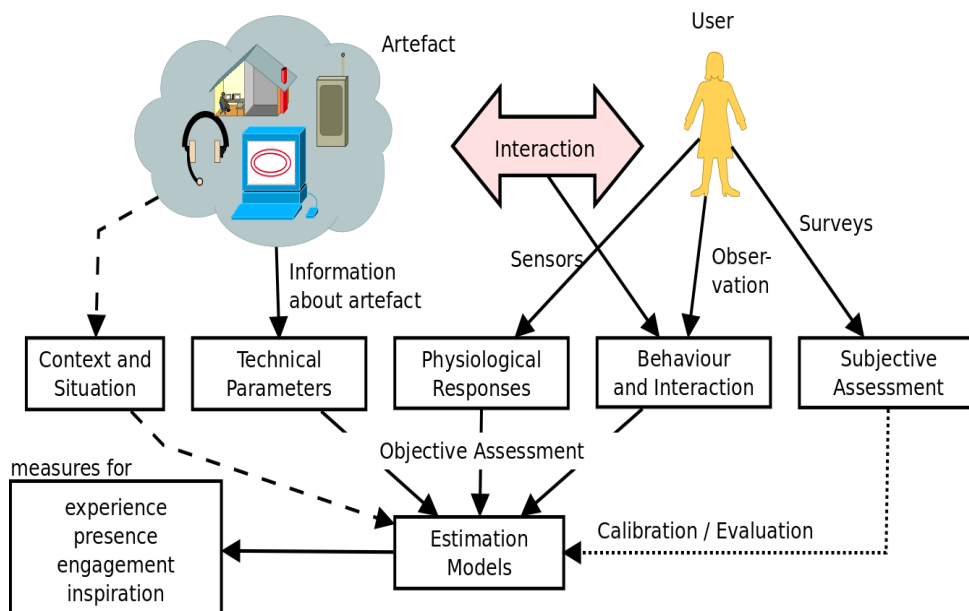 Artefact
User
Interaction
Surveys
Sensors
Obser-
vation
Information
about artefact
Context and
Situation
Technical
Parameters
Physiological
Responses
Behaviour
and Interaction
Subjective
Assessment
Objective Assessment
measures for
experience
presence
engagement
inspiration
Estimation
Models
Calibration / Evaluation